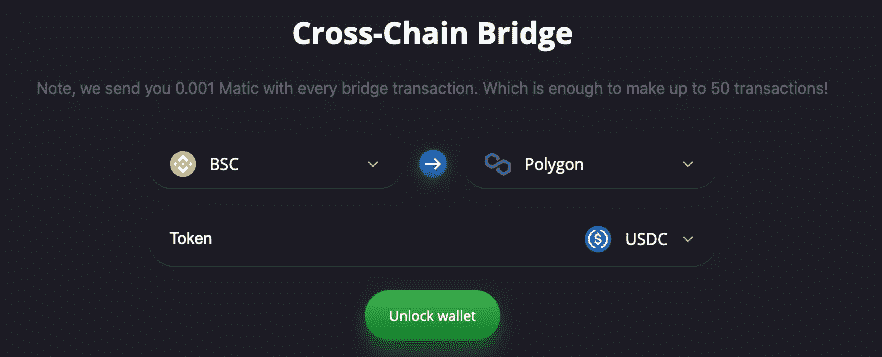 Cross-Chain Bridge
Note, we send you 0.001 Matic with every bridge transaction. Which is enough to make up to 50 transactions!
BSC Polygon
Token USDC
Unlock wallet